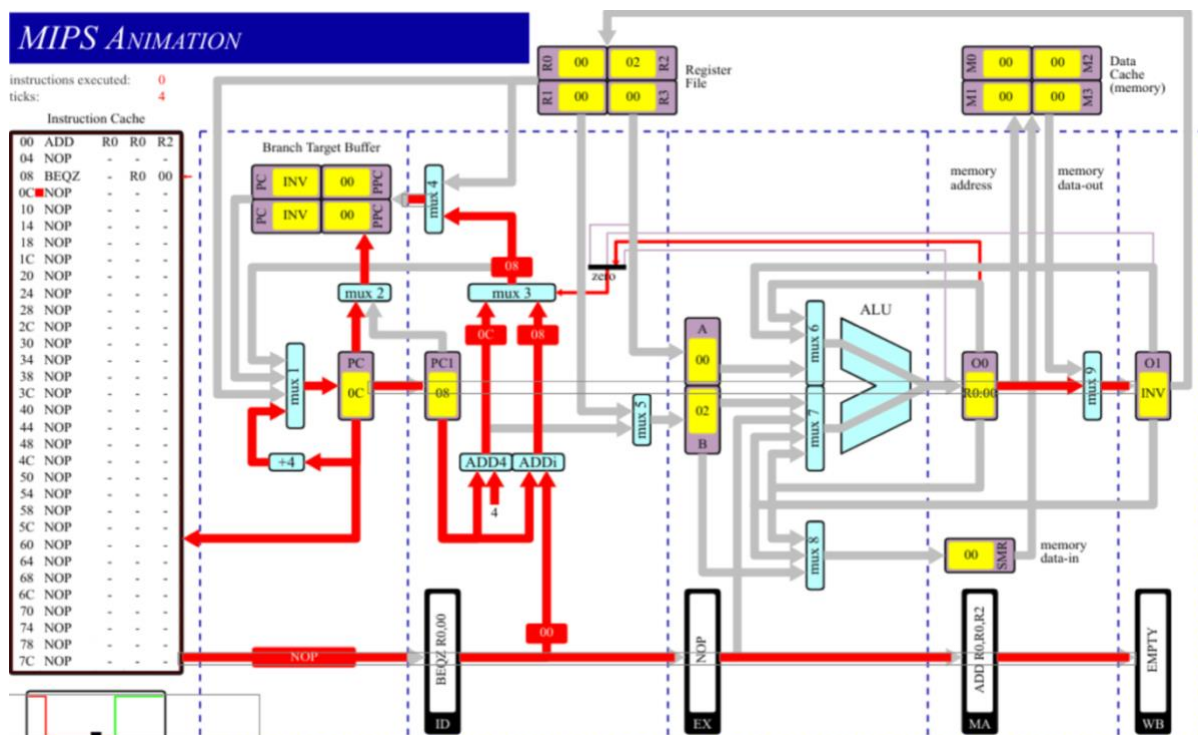 MIPS ANIMATION
instructions executed: 0
ticks: 4
Instruction Cache
00 ADD R0 R0 R2
04 NOP - - -
08 BEQZ - R0 00
0C NOP - - -
10 NOP - - -
14 NOP - - -
18 NOP - - -
1C NOP - - -
20 NOP - - -
24 NOP - - -
28 NOP - - -
2C NOP - - -
30 NOP - - -
34 NOP - - -
38 NOP - - -
3C NOP - - -
40 NOP - - -
44 NOP - - -
48 NOP - - -
4C NOP - - -
50 NOP - - -
54 NOP - - -
58 NOP - - -
5C NOP - - -
60 NOP - - -
64 NOP - - -
68 NOP - - -
6C NOP - - -
70 NOP - - -
74 NOP - - -
78 NOP - - -
7C NOP - - -
R0 00 02 R2
R1 00 00 R3
Register
File
M0 00 00 M2
M1 00 00 M3
Data
Cache
(memory)
Branch Target Buffer
PC INV 00 PPC
PC INV 00 PPC
mux 4
memory
address
memory
data-out
08
zero
mux 2
mux 3
0C
08
mux 1
PC
0C
PC1
08
A
00
02
B
mux 5
mux 6
mux 7
ALU
O0
R0:00
mux 9
O1
INV
+4
ADD4
ADDi
4
mux 8
00 SMR
memory
data-in
00
NOP
BEQZ R0,00
ID
NOP
EX
ADD R0,R0,R2
MA
EMPTY
WB